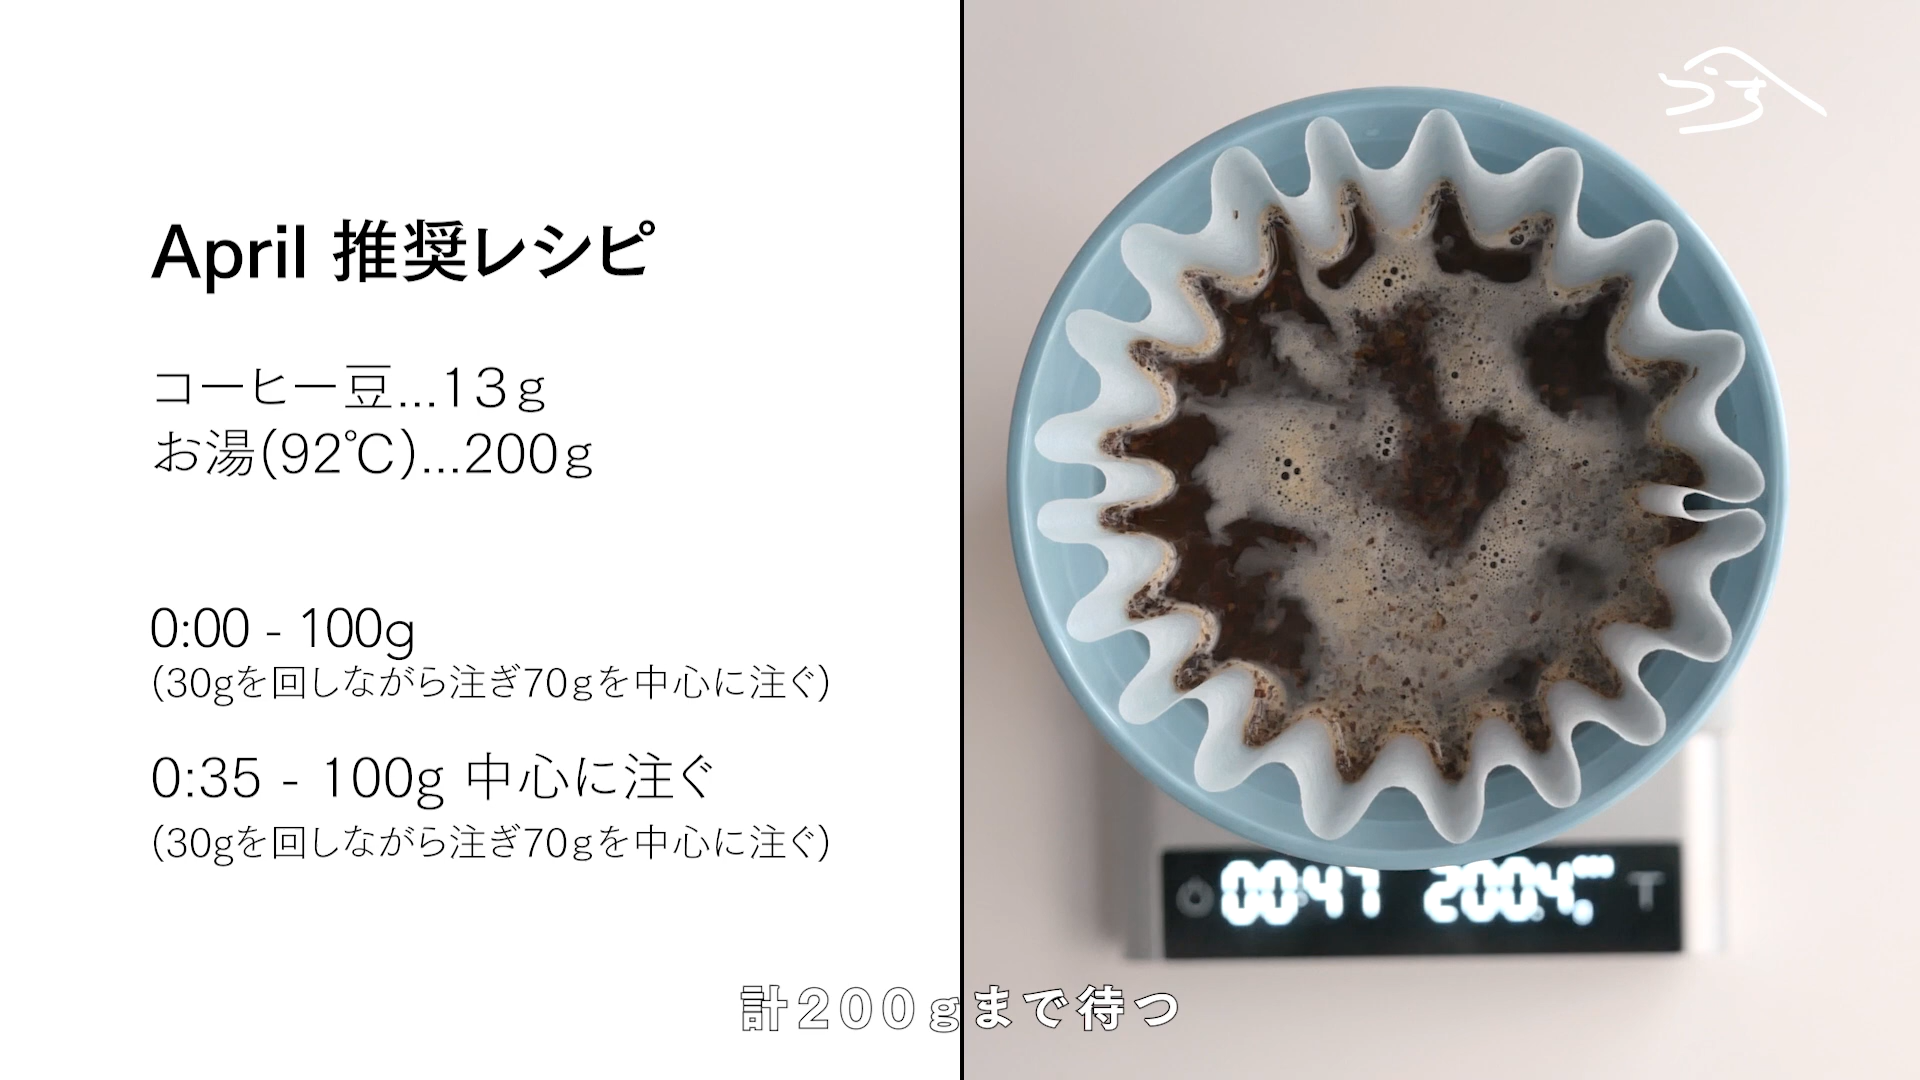 April 推奨レシピ
コーヒー豆...13g
お湯(92℃)...200g
0:00 - 100g
(30gを回しながら注ぎ70gを中心に注ぐ)
0:35 - 100g 中心に注ぐ
(30gを回しながら注ぎ70gを中心に注ぐ)
00:47 200.4g T
計200gまで待つ